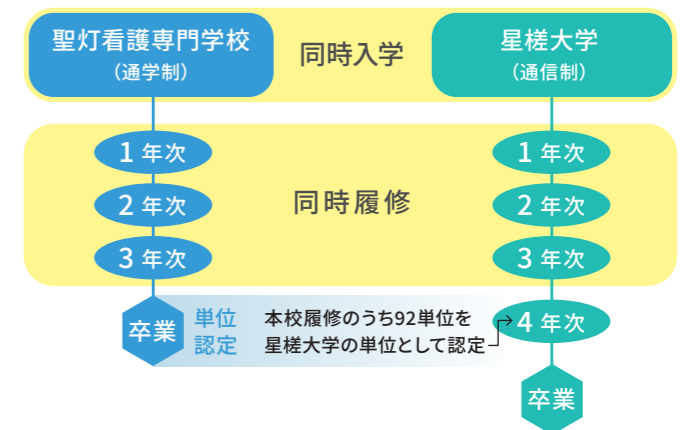 聖灯看護専門学校
（通学制）
同時入学
星槎大学
（通信制）
1 年次
1 年次
2 年次
同時履修
2 年次
3 年次
3 年次
卒業
単位
認定
本校履修のうち92単位を
星槎大学の単位として認定
4 年次
卒業